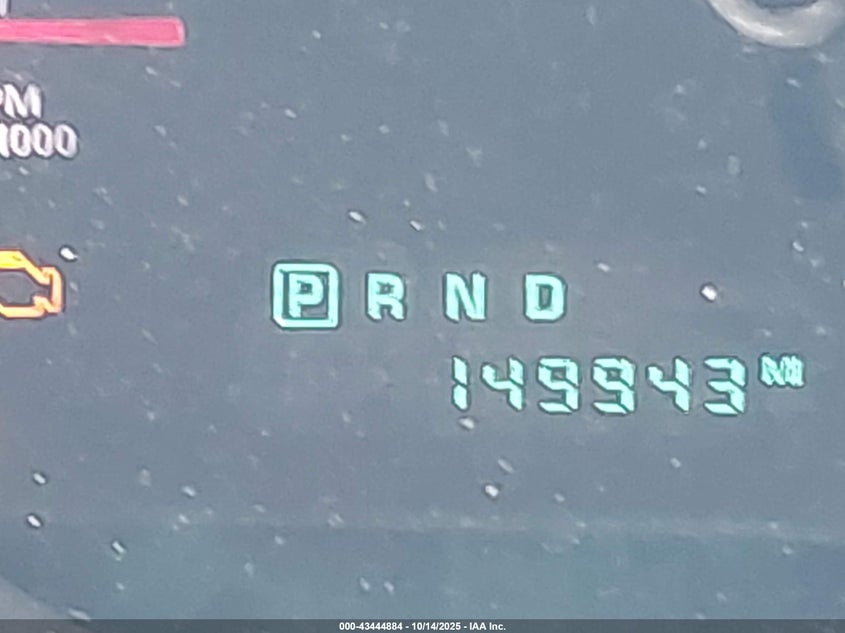 PM
1000
P R N D
149943 MI
000-43444884 - 10/14/2025 - IAA Inc.